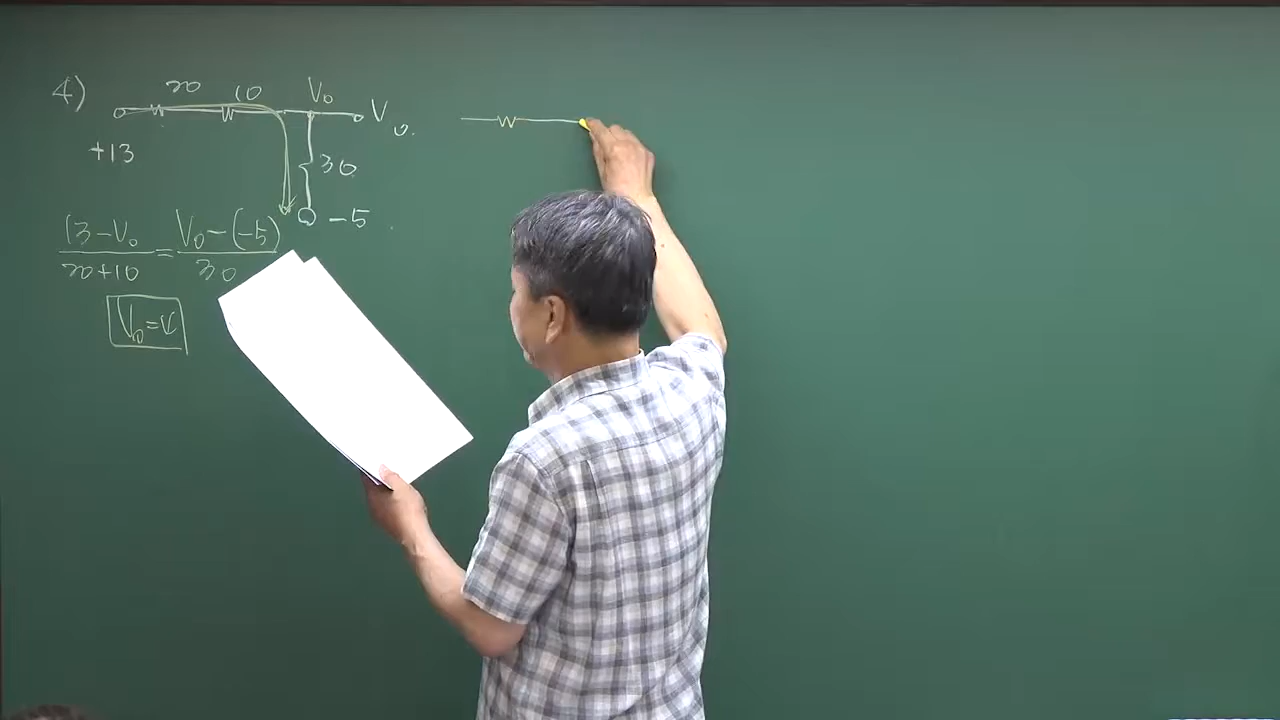 4)
20 10 V₀ V₀.
+13
30
-5
(13-V₀)/(20+10) = (V₀-(-5))/30
V₀=